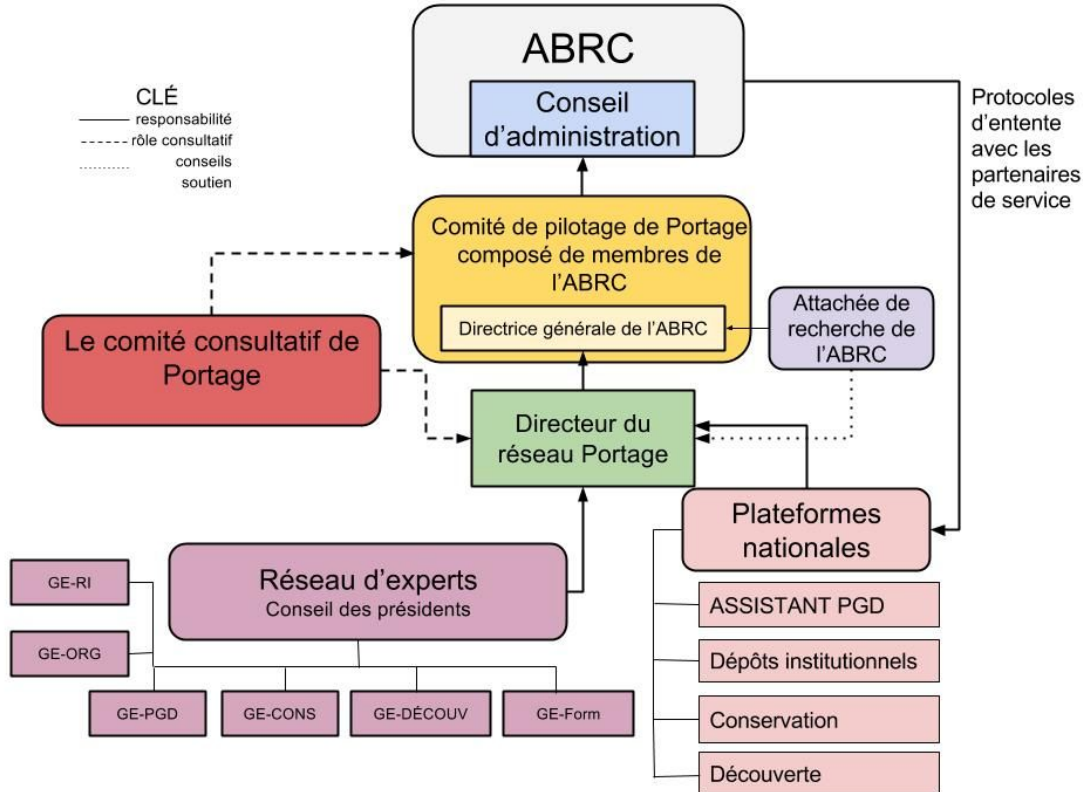 ABRC
Conseil
d'administration
CLÉ
responsabilité
rôle consultatif
conseils
soutien
Protocoles
d'entente
avec les
partenaires
de service
Comité de pilotage de Portage
composé de membres de
l'ABRC
Directrice générale de l'ABRC
Attachée de
recherche de
l'ABRC
Le comité consultatif de
Portage
Directeur du
réseau Portage
Plateformes
nationales
Réseau d'experts
Conseil des présidents
GE-RI
GE-ORG
GE-PGD
GE-CONS
GE-DÉCOUV
GE-Form
ASSISTANT PGD
Dépôts institutionnels
Conservation
Découverte